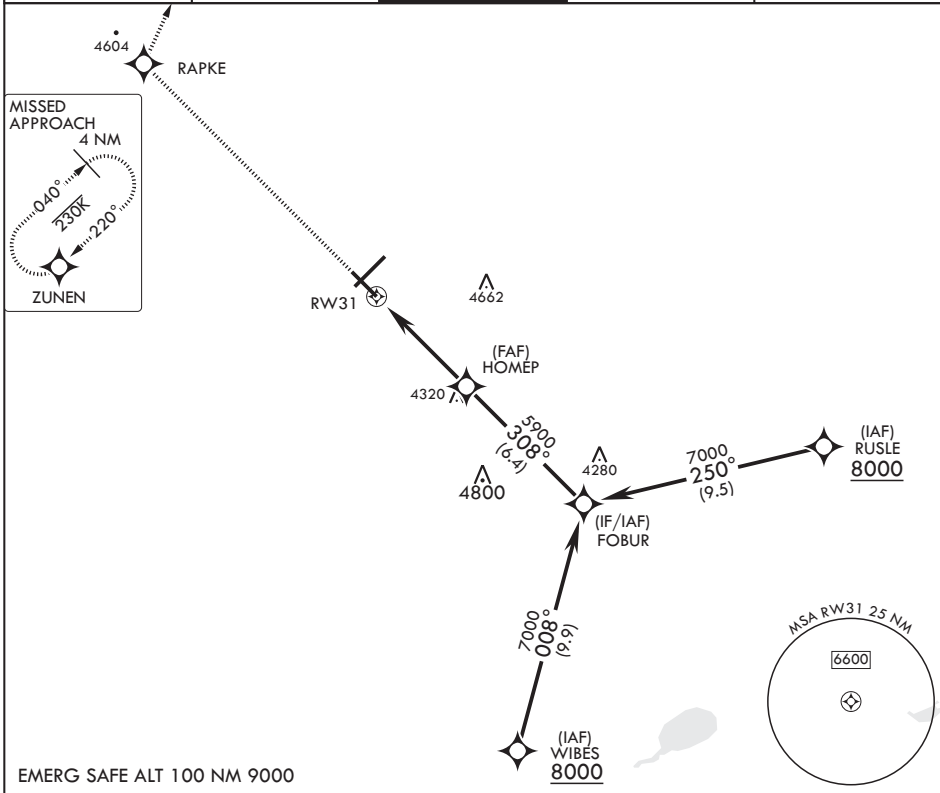 4604
RAPKE
MISSED
APPROACH
4 NM
040°
230K
220°
ZUNEN
RW31
4662
(FAF)
HOMEP
4320
5900
308°
(6.4)
4800
4280
7000
250°
(9.5)
(IAF)
RUSLE
8000
(IF/IAF)
FOBUR
7000
008°
(9.9)
MSA RW31 25 NM
6600
(IAF)
WIBES
8000
EMERG SAFE ALT 100 NM 9000